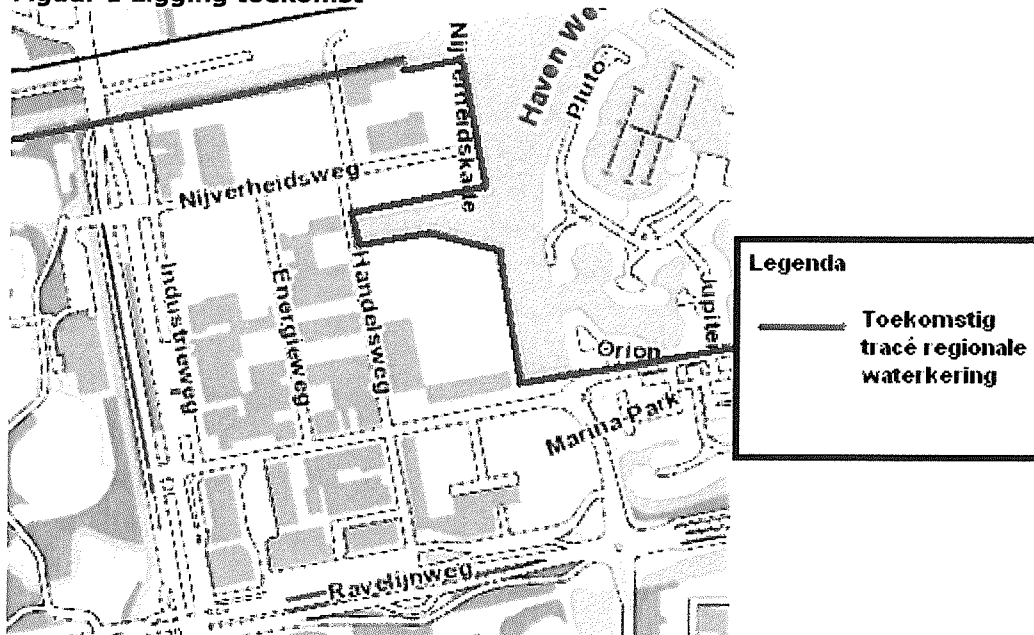 Figuur 1 Ligging toekomst
Haven We
Pluto
Nijverheidskade
Nijverheidsweg
Industrieweg
Energieweg
Handelsweg
Jupiter
Orion
Marina-Park
Ravelijnweg
Legenda
Toekomstig
tracé regionale
waterkering